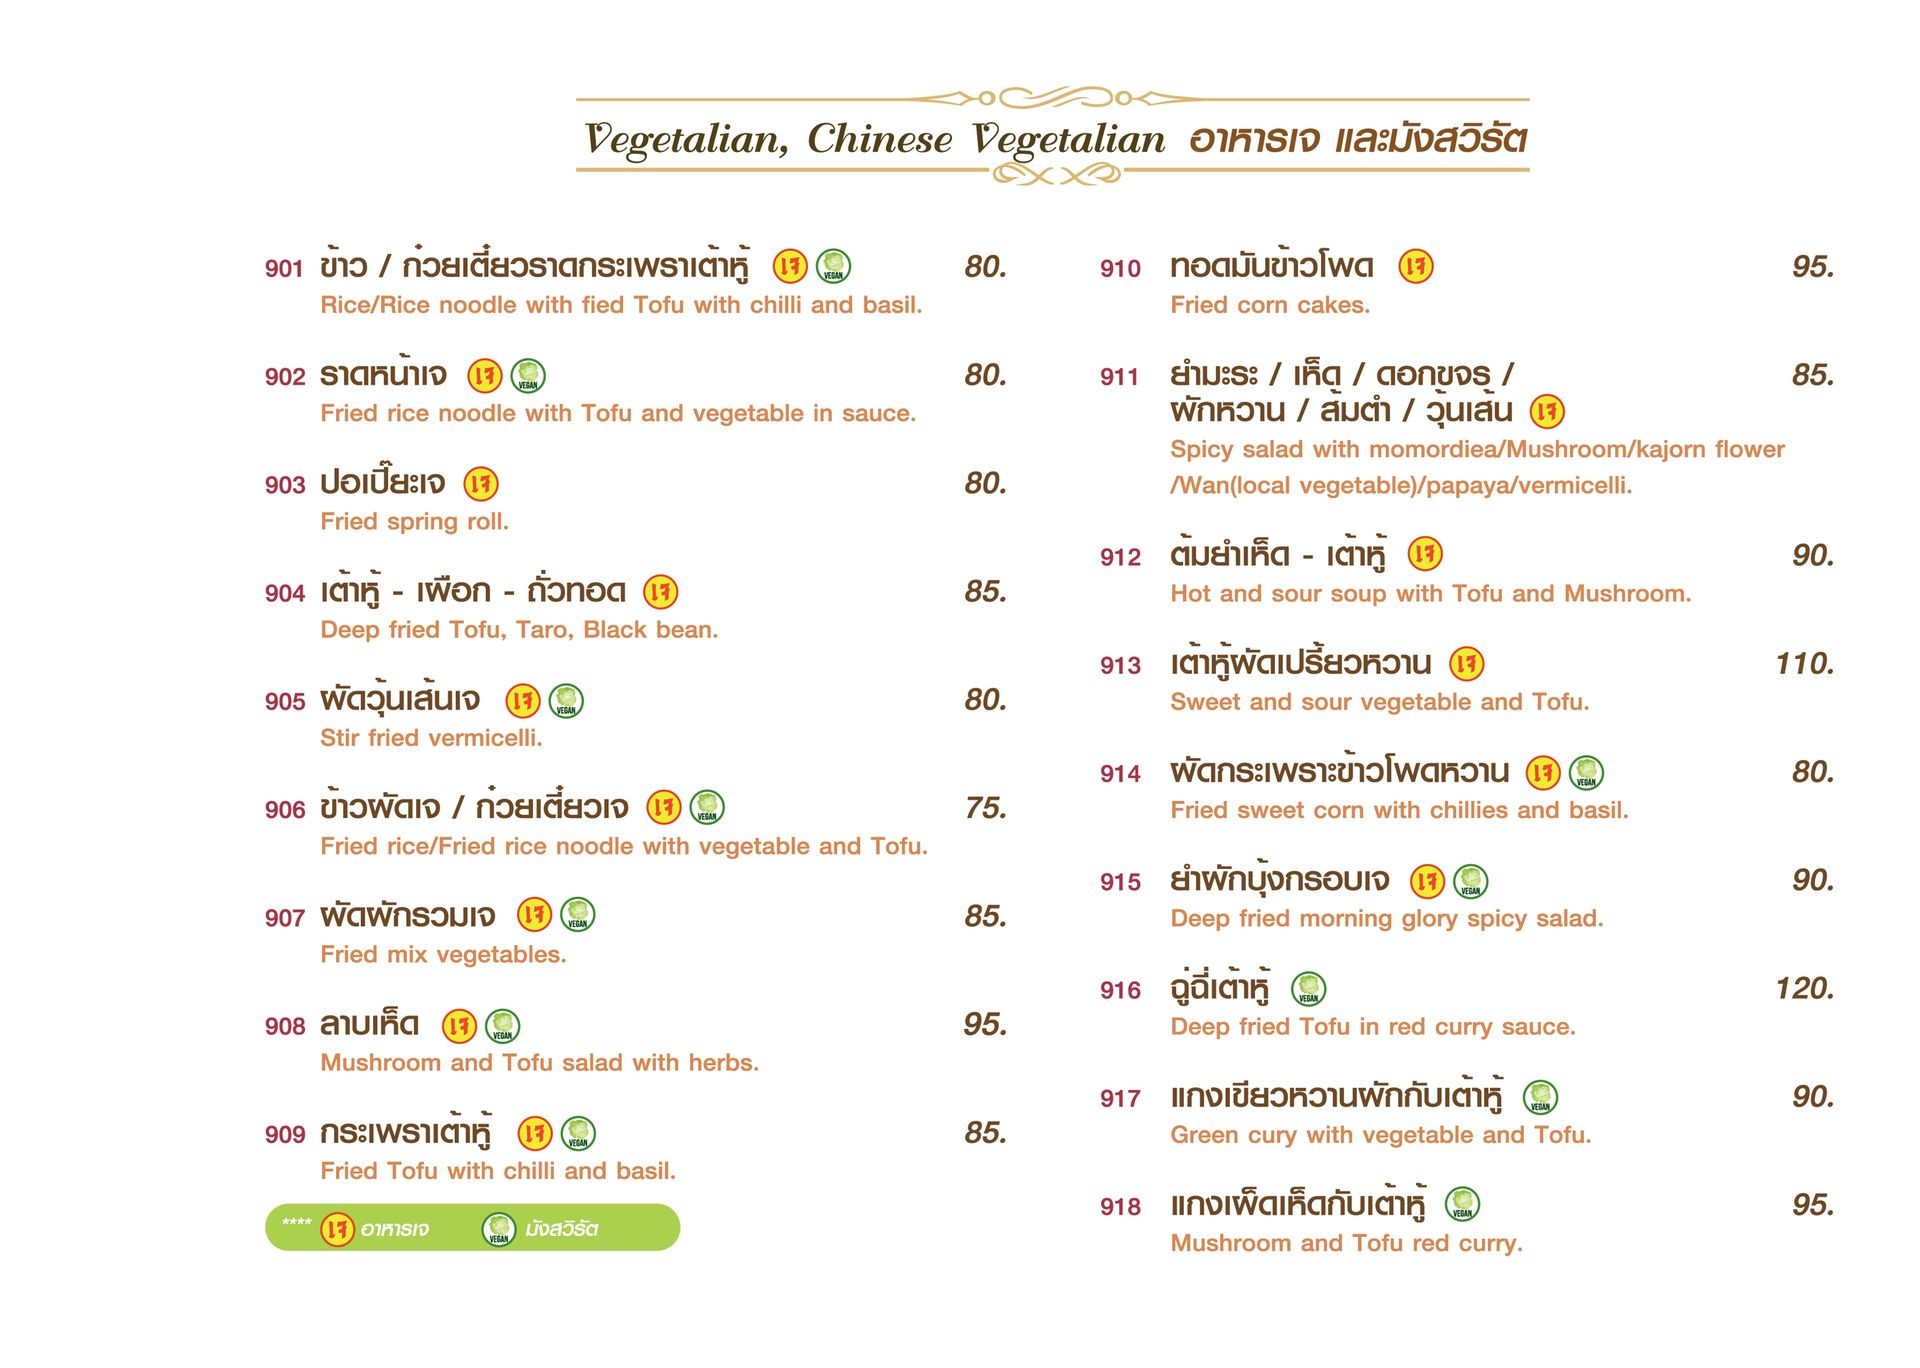 Vegetalian, Chinese Vegetalian อาหารเจ และมังสวิรัต
901 ข้าว / ก๋วยเตี๋ยวราดกระเพราเต้าหู้ เจ VEGAN 80.
Rice/Rice noodle with fied Tofu with chilli and basil.
902 ราดหน้าเจ เจ VEGAN 80.
Fried rice noodle with Tofu and vegetable in sauce.
903 ปอเปี๊ยะเจ เจ 80.
Fried spring roll.
904 เต้าหู้ - เผือก - ถั่วทอด เจ 85.
Deep fried Tofu, Taro, Black bean.
905 ผัดวุ้นเส้นเจ เจ VEGAN 80.
Stir fried vermicelli.
906 ข้าวผัดเจ / ก๋วยเตี๋ยวเจ เจ VEGAN 75.
Fried rice/Fried rice noodle with vegetable and Tofu.
907 ผัดผักรวมเจ เจ VEGAN 85.
Fried mix vegetables.
908 ลาบเห็ด เจ VEGAN 95.
Mushroom and Tofu salad with herbs.
909 กระเพราเต้าหู้ เจ VEGAN 85.
Fried Tofu with chilli and basil.
**** เจ อาหารเจ VEGAN มังสวิรัต
910 ทอดมันข้าวโพด เจ 95.
Fried corn cakes.
911 ยำมะระ / เห็ด / ดอกขจร / 85.
ผักหวาน / ส้มตำ / วุ้นเส้น เจ
Spicy salad with momordiea/Mushroom/kajorn flower
/Wan(local vegetable)/papaya/vermicelli.
912 ต้มยำเห็ด - เต้าหู้ เจ 90.
Hot and sour soup with Tofu and Mushroom.
913 เต้าหู้ผัดเปรี้ยวหวาน เจ 110.
Sweet and sour vegetable and Tofu.
914 ผัดกระเพราะข้าวโพดหวาน เจ VEGAN 80.
Fried sweet corn with chillies and basil.
915 ยำผักบุ้งกรอบเจ เจ VEGAN 90.
Deep fried morning glory spicy salad.
916 ฉู่ฉี่เต้าหู้ VEGAN 120.
Deep fried Tofu in red curry sauce.
917 แกงเขียวหวานผักกับเต้าหู้ VEGAN 90.
Green cury with vegetable and Tofu.
918 แกงเผ็ดเห็ดกับเต้าหู้ VEGAN 95.
Mushroom and Tofu red curry.